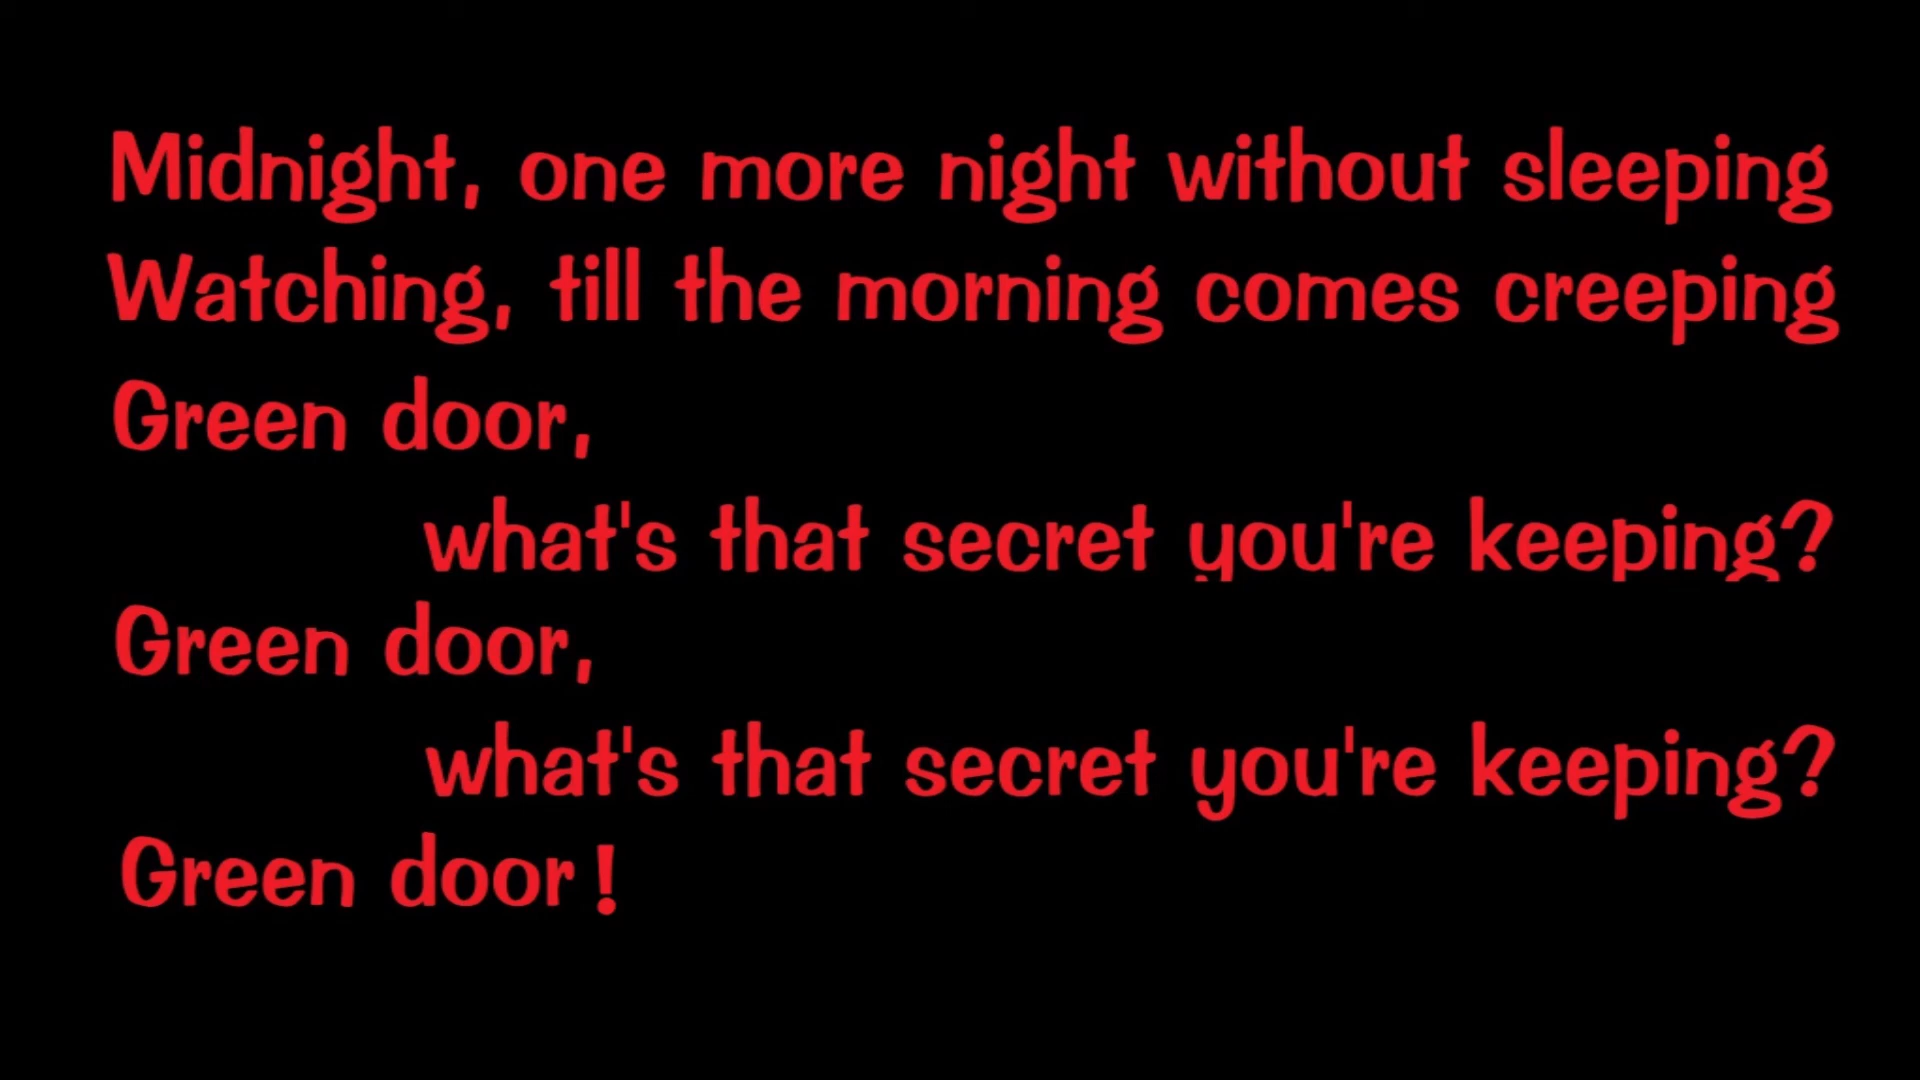 Midnight, one more night without sleeping
Watching, till the morning comes creeping
Green door,
what's that secret you're keeping?
Green door,
what's that secret you're keeping?
Green door!